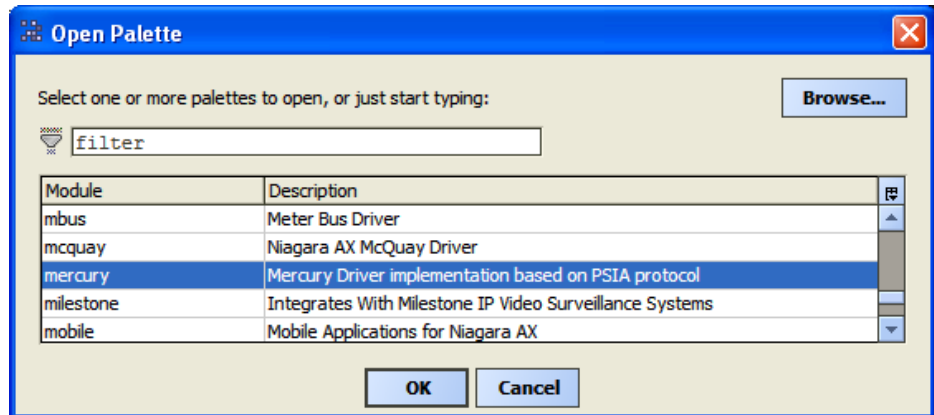 Open Palette
Select one or more palettes to open, or just start typing:
Browse...
filter
Module Description
mbus Meter Bus Driver
mcquay Niagara AX McQuay Driver
mercury Mercury Driver implementation based on PSIA protocol
milestone Integrates With Milestone IP Video Surveillance Systems
mobile Mobile Applications for Niagara AX
OK Cancel